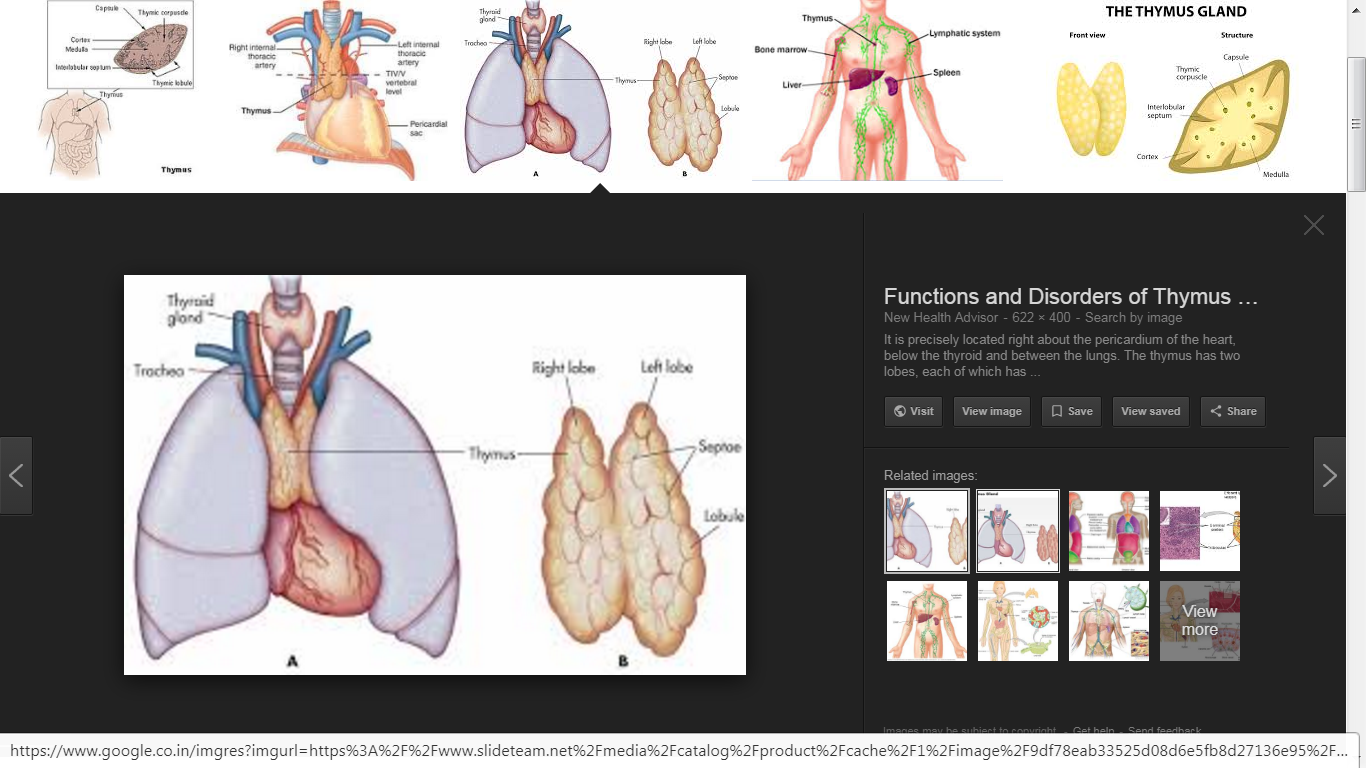 Capsule
Thymic corpuscle
Cortex
Medulla
Interlobular septum
Thymic lobule
Thymus
Thymus
Right internal
thoracic
artery
Left internal
thoracic
artery
TIV/V
vertebral
level
Thymus
Pericardial
sac
Thyroid
gland
Trachea
Thymus
Right lobe
Left lobe
Septae
Lobule
A
B
Thymus
Lymphatic system
Bone marrow
Liver
Spleen
THE THYMUS GLAND
Front view
Structure
Capsule
Thymic
corpuscle
Interlobular
septum
Cortex
Medulla
Thyroid
gland
Trachea
Right lobe
Left lobe
Thymus
Septae
Lobule
A
B
Functions and Disorders of Thymus ...
New Health Advisor - 622 × 400 - Search by image
It is precisely located right about the pericardium of the heart,
below the thyroid and between the lungs. The thymus has two
lobes, each of which has ...
Visit
View image
Save
View saved
Share
Related images:
View
more
Images may be subject to copyright. - Get help - Send feedback
https://www.google.co.in/imgres?imgurl=https%3A%2F%2Fwww.slideteam.net%2Fmedia%2Fcatalog%2Fproduct%2Fcache%2F1%2Fimage%2F9df78eab33525d08d6e5fb8d27136e95%2F...